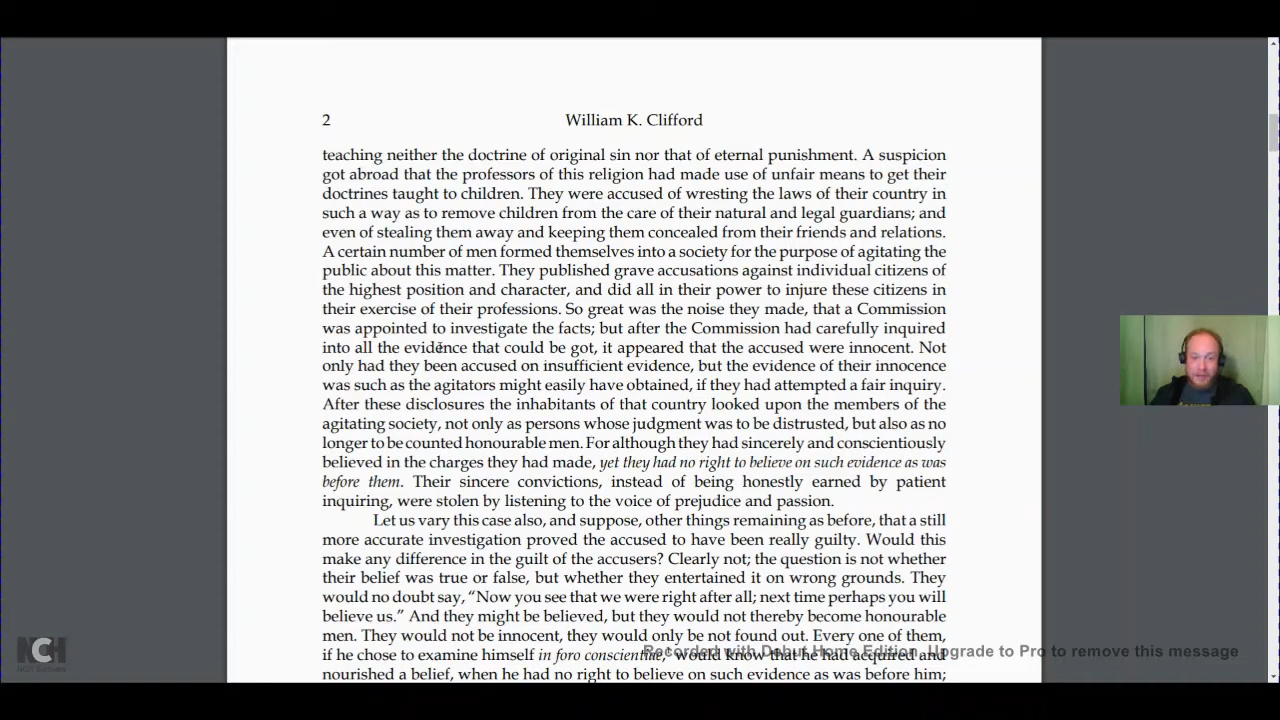 2
William K. Clifford
teaching neither the doctrine of original sin nor that of eternal punishment. A suspicion
got abroad that the professors of this religion had made use of unfair means to get their
doctrines taught to children. They were accused of wresting the laws of their country in
such a way as to remove children from the care of their natural and legal guardians; and
even of stealing them away and keeping them concealed from their friends and relations.
A certain number of men formed themselves into a society for the purpose of agitating the
public about this matter. They published grave accusations against individual citizens of
the highest position and character, and did all in their power to injure these citizens in
their exercise of their professions. So great was the noise they made, that a Commission
was appointed to investigate the facts; but after the Commission had carefully inquired
into all the evidence that could be got, it appeared that the accused were innocent. Not
only had they been accused on insufficient evidence, but the evidence of their innocence
was such as the agitators might easily have obtained, if they had attempted a fair inquiry.
After these disclosures the inhabitants of that country looked upon the members of the
agitating society, not only as persons whose judgment was to be distrusted, but also as no
longer to be counted honourable men. For although they had sincerely and conscientiously
believed in the charges they had made, yet they had no right to believe on such evidence as was
before them. Their sincere convictions, instead of being honestly earned by patient
inquiring, were stolen by listening to the voice of prejudice and passion.
Let us vary this case also, and suppose, other things remaining as before, that a still
more accurate investigation proved the accused to have been really guilty. Would this
make any difference in the guilt of the accusers? Clearly not; the question is not whether
their belief was true or false, but whether they entertained it on wrong grounds. They
would no doubt say, “Now you see that we were right after all; next time perhaps you will
believe us.” And they might be believed, but they would not thereby become honourable
men. They would not be innocent, they would only be not found out. Every one of them,
if he chose to examine himself in foro conscientiae, would know that he had acquired and
nourished a belief, when he had no right to believe on such evidence as was before him;
NCH
Recorded with Debut Home Edition. Upgrade to Pro to remove this message